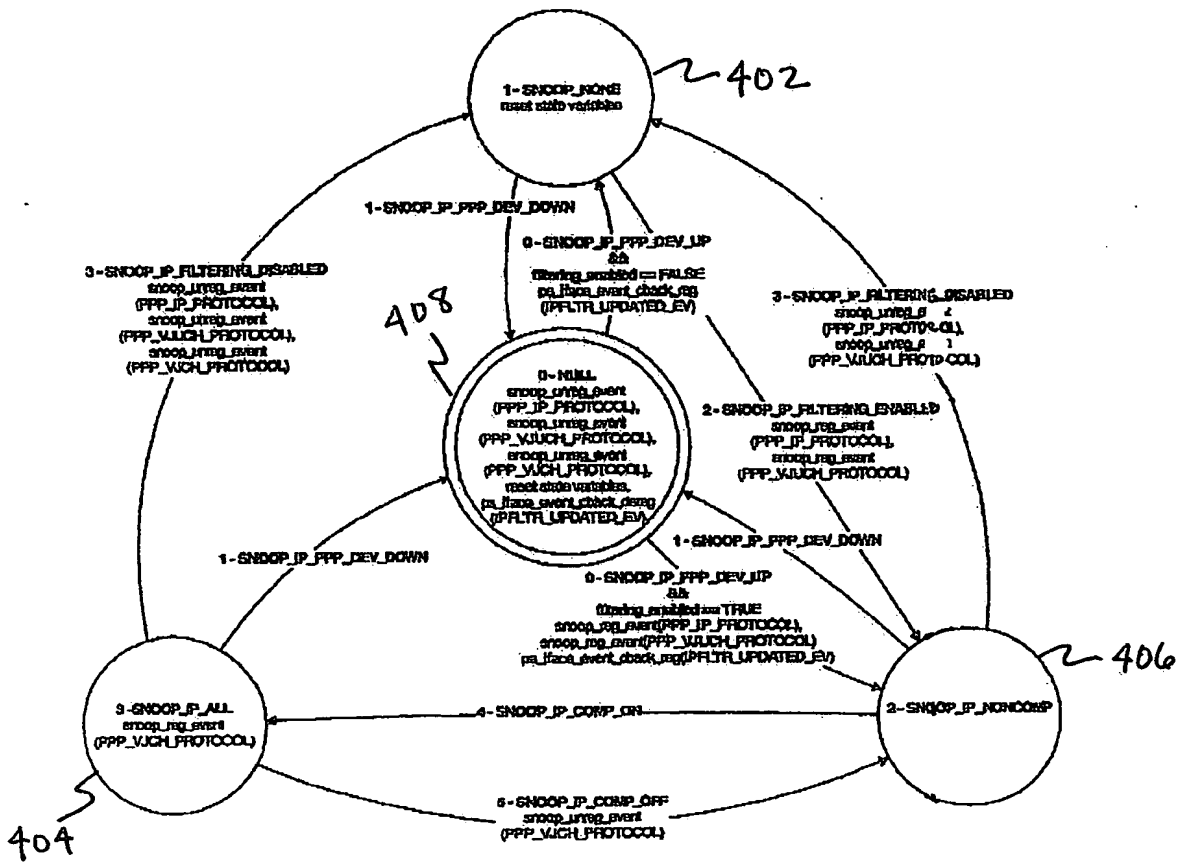 402
1-SNOOP_NONE
reset state variables
1-SNOOP_IP_PPP_DEV_DOWN
0-SNOOP_IP_PPP_DEV_UP
&&
filtering_enabled == FALSE
ps_iface_event_cback_reg
(IPFLTR_UPDATED_EV)
3-SNOOP_IP_FILTERING_DISABLED
snoop_unreg_event
(PPP_IP_PROTOCOL),
snoop_unreg_event
(PPP_VJUCH_PROTOCOL),
snoop_unreg_event
(PPP_VJCH_PROTOCOL)
3-SNOOP_IP_FILTERING_DISABLED
(PPP_IP_PROTOCOL),
(PPP_VJUCH_PROTOCOL)
408
0-NULL
snoop_unreg_event
(PPP_IP_PROTOCOL),
snoop_unreg_event
(PPP_VJUCH_PROTOCOL),
snoop_unreg_event
(PPP_VJCH_PROTOCOL),
reset state variables,
ps_iface_event_cback_dereg
(IPFLTR_UPDATED_EV),
2-SNOOP_IP_FILTERING_ENABLED
snoop_reg_event
(PPP_IP_PROTOCOL),
snoop_reg_event
(PPP_VJUCH_PROTOCOL)
1-SNOOP_IP_PPP_DEV_DOWN
1-SNOOP_IP_PPP_DEV_DOWN
0-SNOOP_IP_PPP_DEV_UP
&&
filtering_enabled == TRUE
snoop_reg_event(PPP_IP_PROTOCOL),
snoop_reg_event(PPP_VJUCH_PROTOCOL)
ps_iface_event_cback_reg(IPFLTR_UPDATED_EV)
406
3-SNOOP_IP_ALL
snoop_reg_event
(PPP_VJCH_PROTOCOL)
4-SNOOP_IP_COMP_ON
2-SNOOP_IP_NONCOMP
5-SNOOP_IP_COMP_OFF
snoop_unreg_event
(PPP_VJCH_PROTOCOL)
404